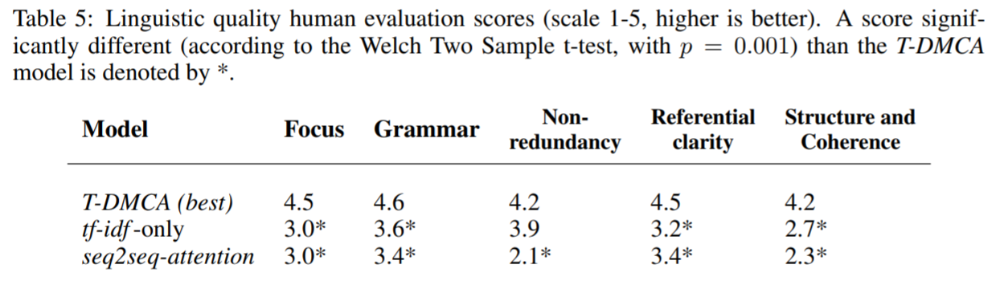 Table 5: Linguistic quality human evaluation scores (scale 1-5, higher is better). A score signif-
icantly different (according to the Welch Two Sample t-test, with p = 0.001) than the T-DMCA
model is denoted by *.
Model Focus Grammar Non-redundancy Referential clarity Structure and Coherence
T-DMCA (best) 4.5 4.6 4.2 4.5 4.2
tf-idf-only 3.0* 3.6* 3.9 3.2* 2.7*
seq2seq-attention 3.0* 3.4* 2.1* 3.4* 2.3*